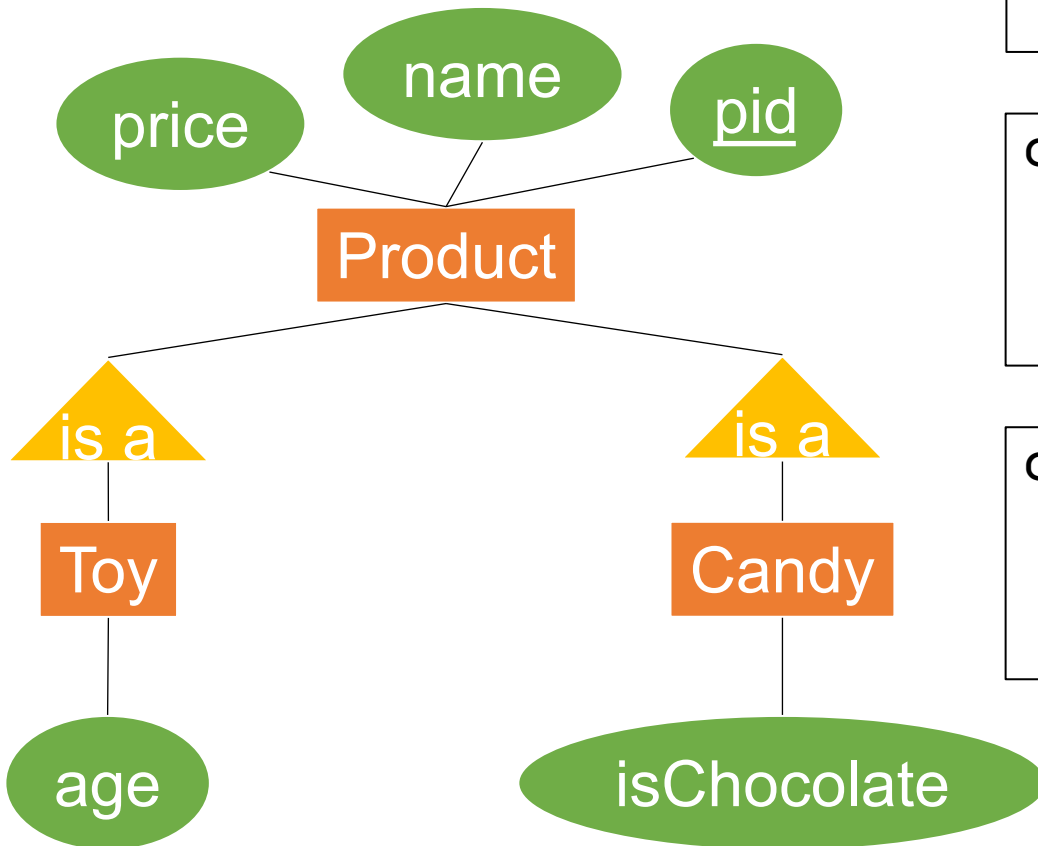 price
name
pid
Product
is a
is a
Toy
Candy
age
isChocolate